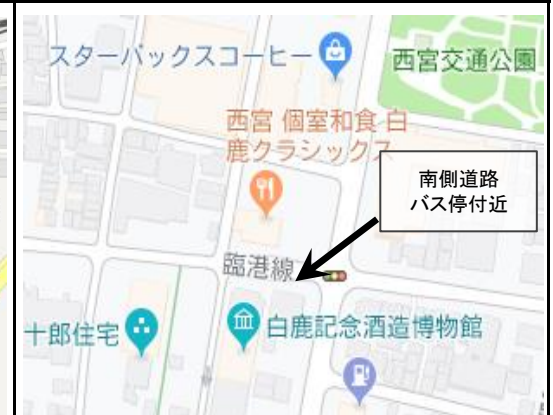 スターバックスコーヒー
西宮交通公園
西宮 個室和食 白
鹿クラシックス
南側道路
バス停付近
臨港線
十郎住宅
白鹿記念酒造博物館